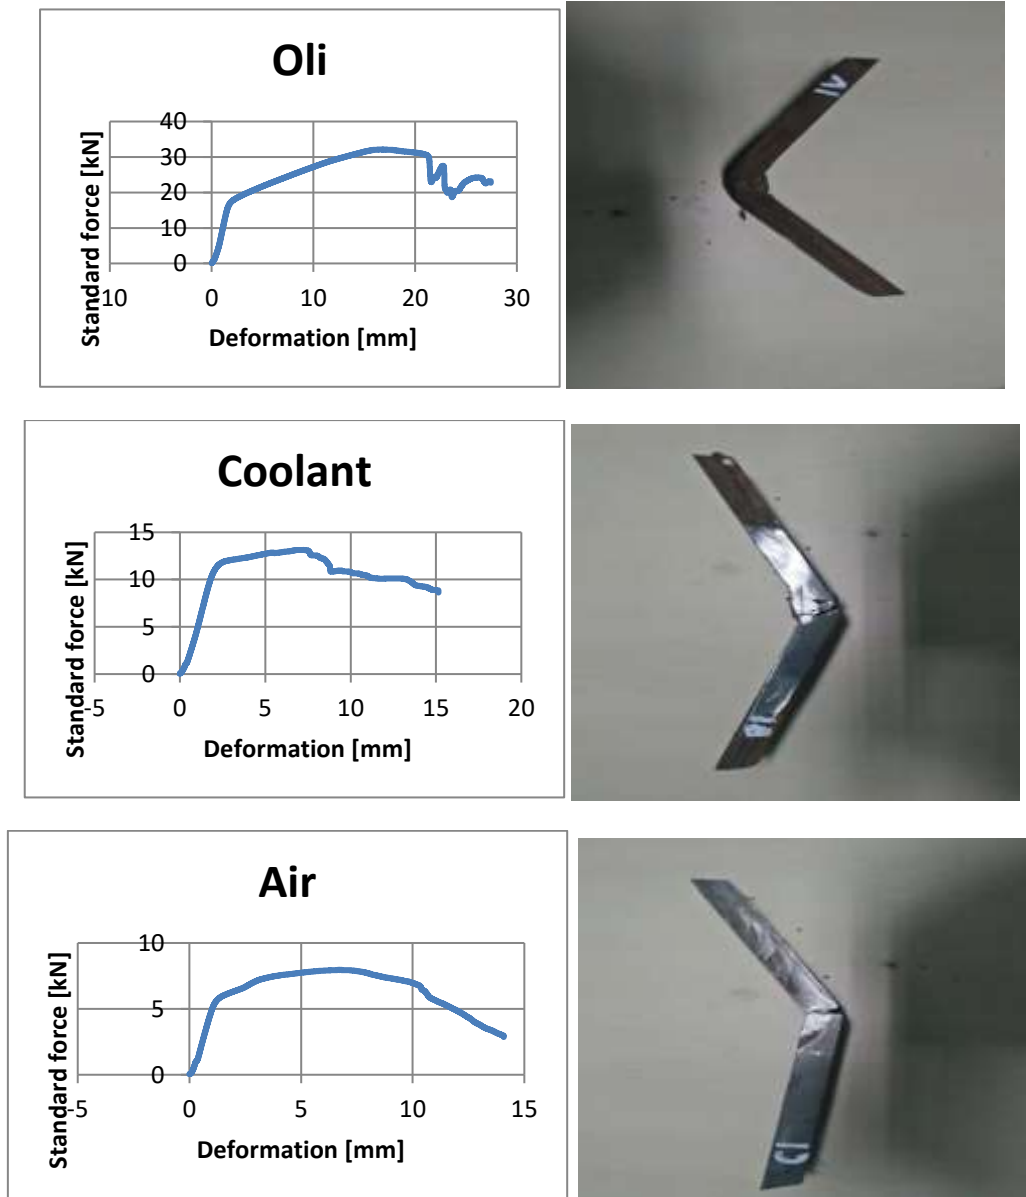 Oli
40
30
20
10
0
-10 0 10 20 30
Standard force [kN]
Deformation [mm]
Coolant
15
10
5
0
-5 0 5 10 15 20
Standard force [kN]
Deformation [mm]
Air
10
5
0
-5 0 5 10 15
Standard force [kN]
Deformation [mm]